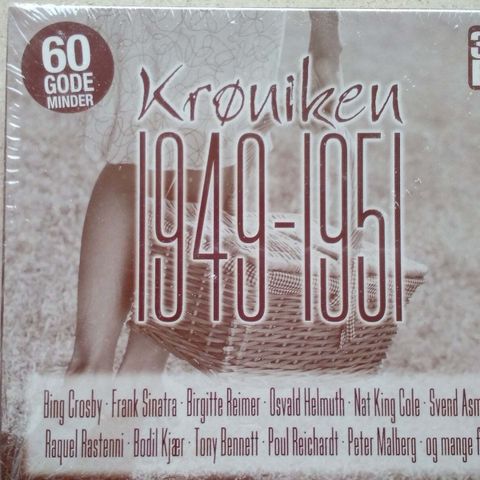 60
GODE
MINDER
3
Krøniken
1949-1951
Bing Crosby · Frank Sinatra · Birgitte Reimer · Osvald Helmuth · Nat King Cole · Svend Asm
Raquel Rastenni · Bodil Kjær · Tony Bennett · Poul Reichardt · Peter Malberg · og mange f